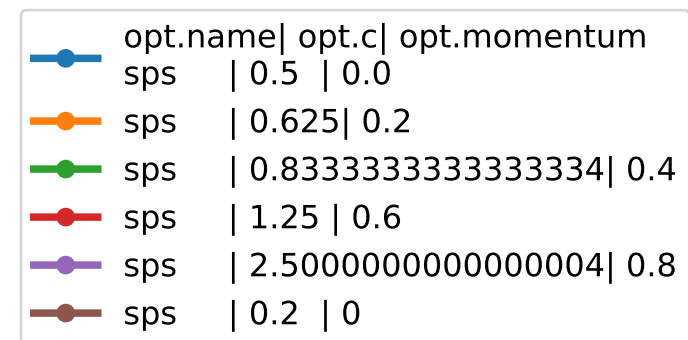 opt.name| opt.c| opt.momentum
sps | 0.5 | 0.0
sps | 0.625| 0.2
sps | 0.8333333333333334| 0.4
sps | 1.25 | 0.6
sps | 2.5000000000000004| 0.8
sps | 0.2 | 0